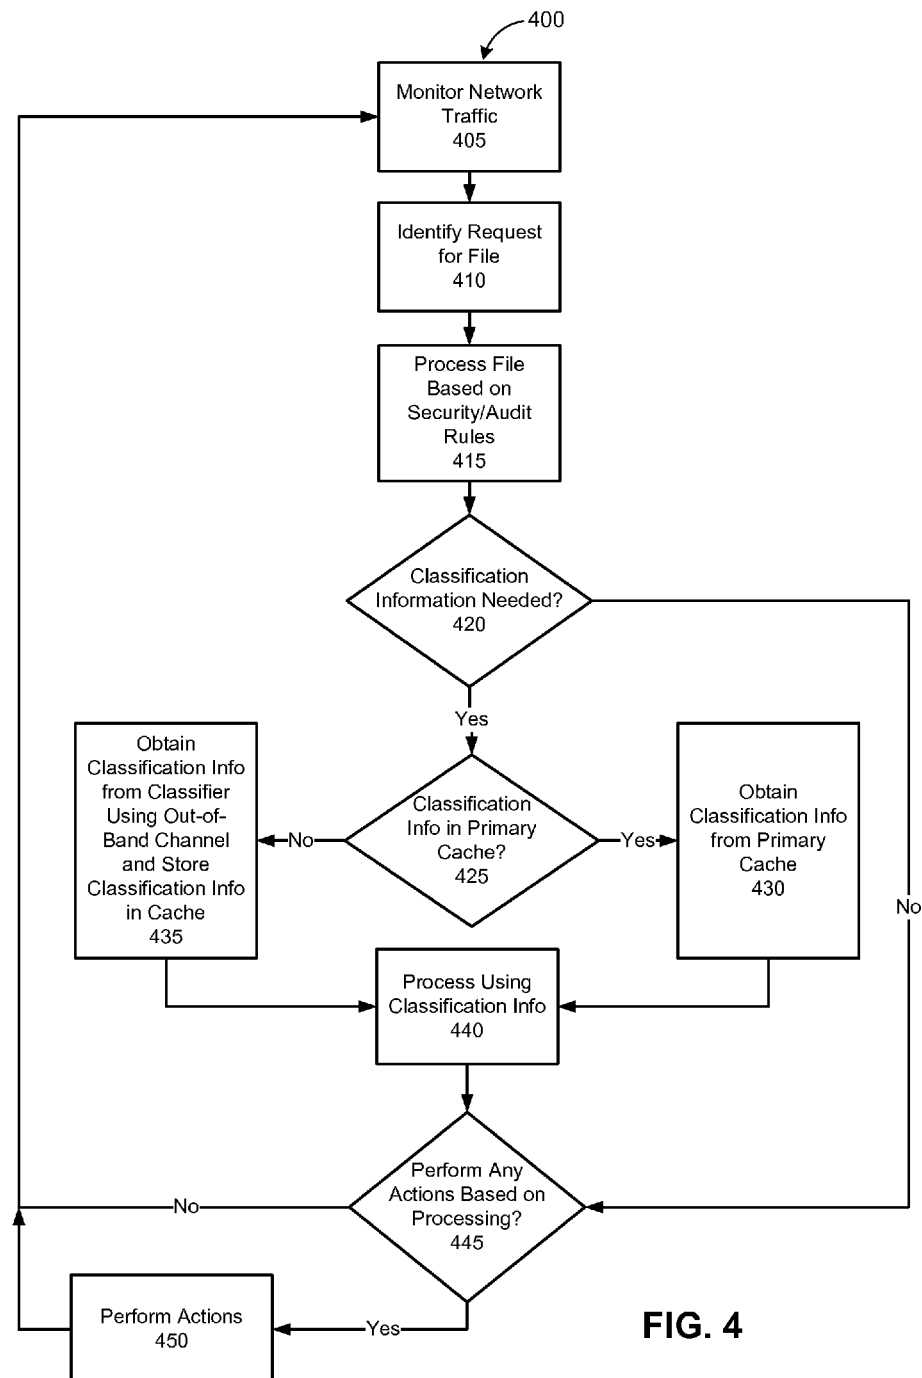 400
Monitor Network
Traffic
405
Identify Request
for File
410
Process File
Based on
Security/Audit
Rules
415
Classification
Information Needed?
420
Yes
Obtain
Classification Info
from Classifier
Using Out-of-
Band Channel
and Store
Classification Info
in Cache
435
No
Classification
Info in Primary
Cache?
425
Yes
Obtain
Classification Info
from Primary
Cache
430
No
Process Using
Classification Info
440
Perform Any
Actions Based on
Processing?
445
No
Perform Actions
450
Yes
FIG. 4